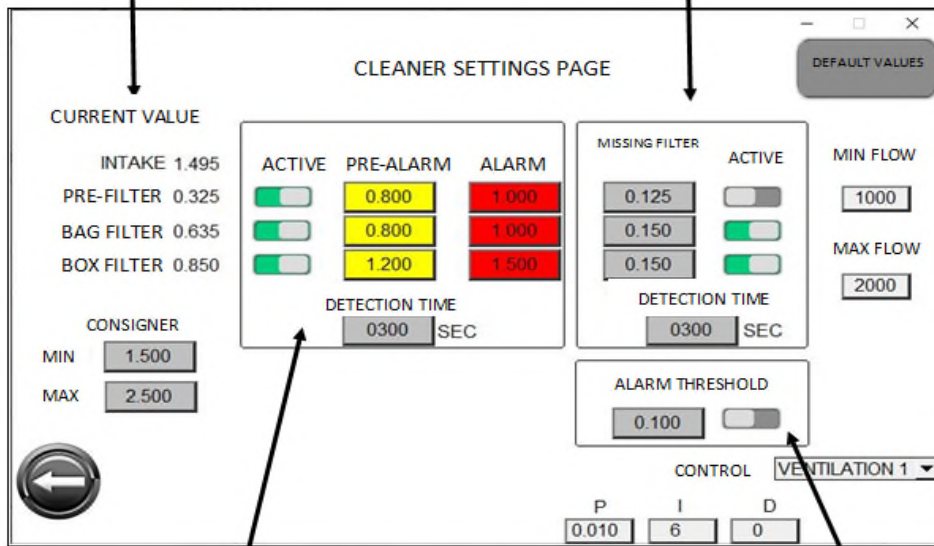 CLEANER SETTINGS PAGE
DEFAULT VALUES
CURRENT VALUE
INTAKE 1.495
PRE-FILTER 0.325
BAG FILTER 0.635
BOX FILTER 0.850
CONSIGNER
MIN 1.500
MAX 2.500
ACTIVE PRE-ALARM ALARM
0.800 1.000
0.800 1.000
1.200 1.500
DETECTION TIME
0300 SEC
MISSING FILTER ACTIVE
0.125
0.150
0.150
DETECTION TIME
0300 SEC
ALARM THRESHOLD
0.100
MIN FLOW
1000
MAX FLOW
2000
CONTROL VENTILATION 1
P I D
0.010 6 0